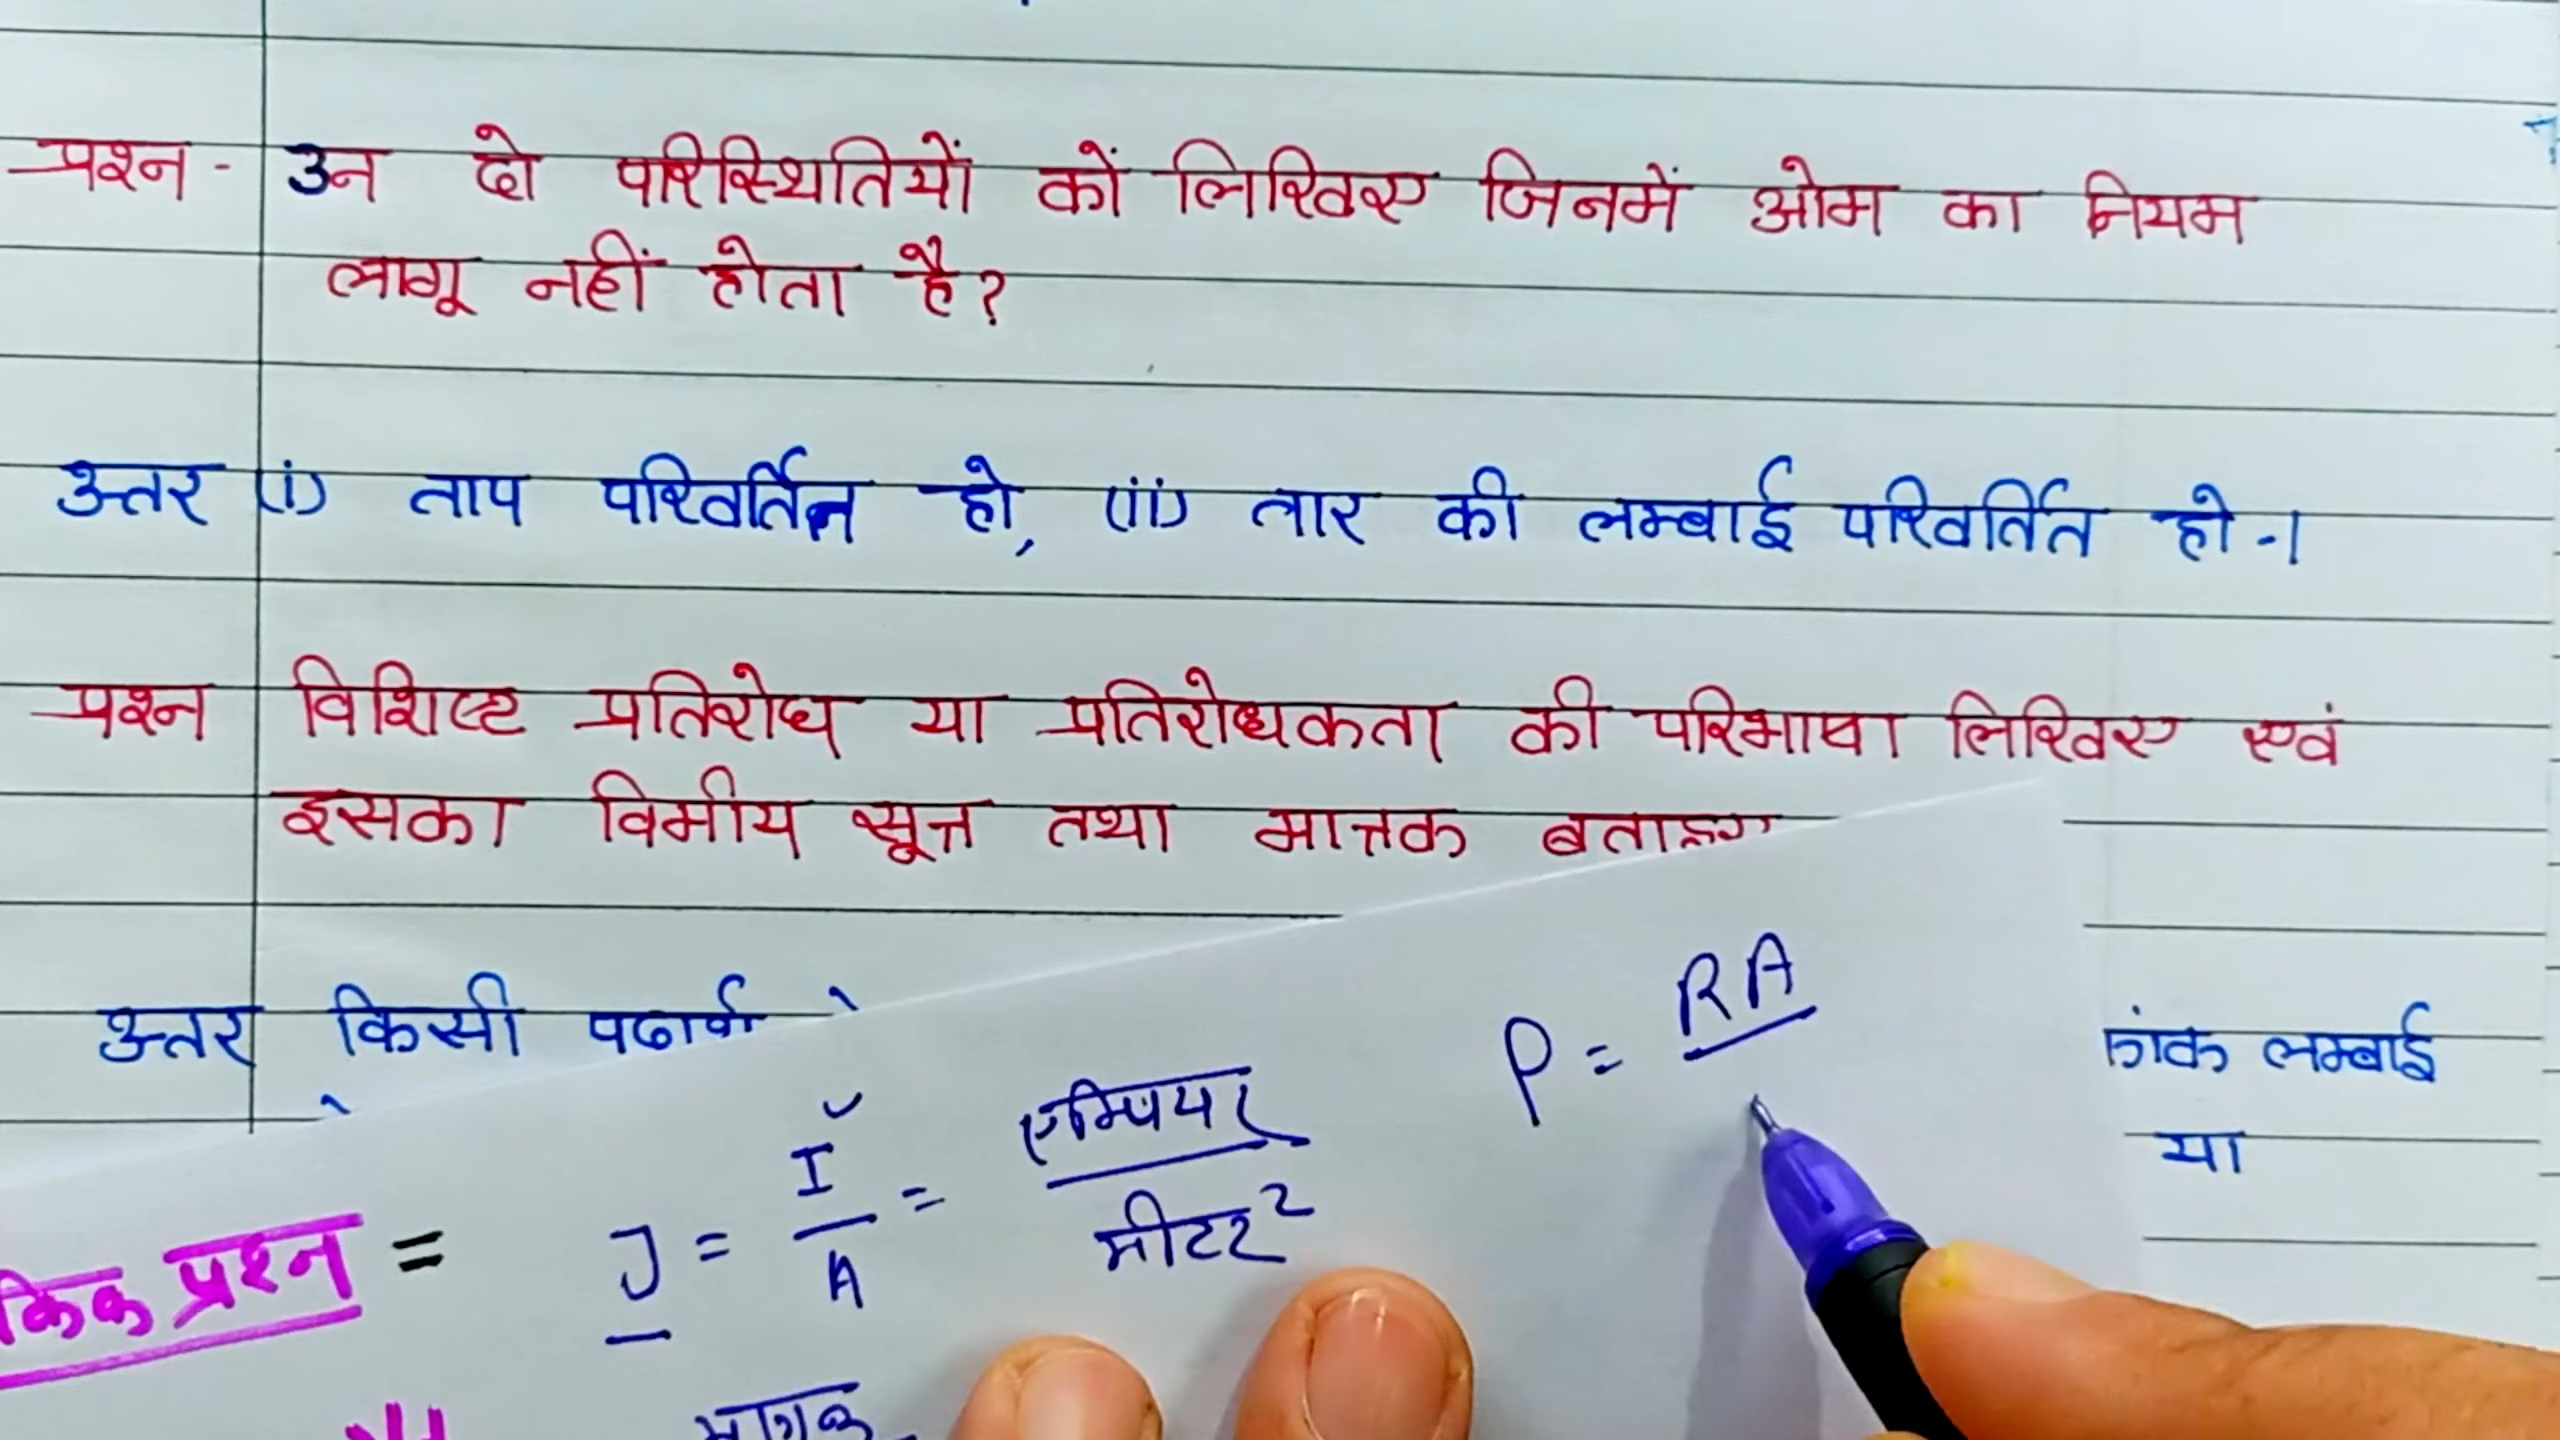 प्रश्न - उन दो परिस्थितियों कों लिखिए जिनमें ओम का नियम
लागू नहीं होता है?
उत्तर (i) ताप परिवर्तित हो, (ii) तार की लम्बाई परिवर्तित हो -।
प्रश्न विशिष्ट प्रतिरोध या प्रतिरोधकता की परिभाषा लिखिए एवं
इसका विमीय सूत्र तथा मात्रक
उत्तर किसी पदार्थ
लम्बाई
या
ρ = RA
J = I/A = एम्पियर/मीटर²
प्रश्न =